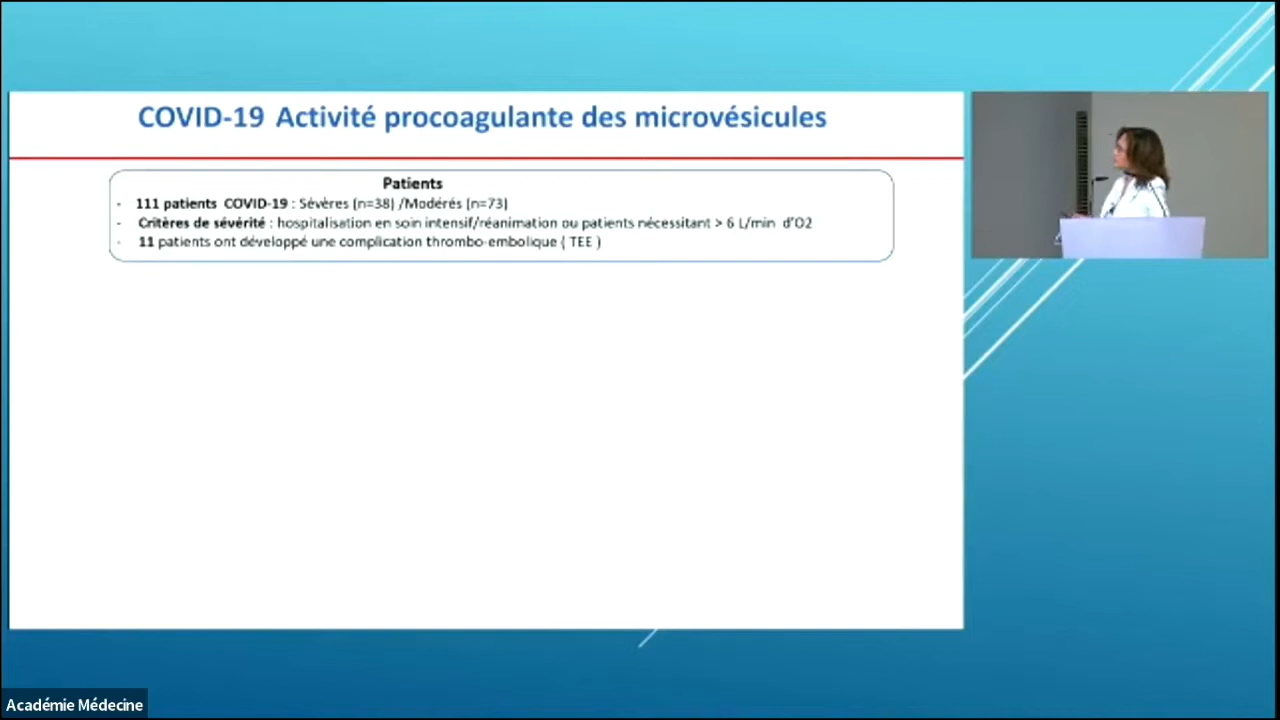 COVID-19 Activité procoagulante des microvésicules
Patients
- 111 patients COVID-19 : Sévères (n=38) /Modérés (n=73)
- Critères de sévérité : hospitalisation en soin intensif/réanimation ou patients nécessitant > 6 L/min d'O2
- 11 patients ont développé une complication thrombo-embolique ( TEE )
Académie Médecine